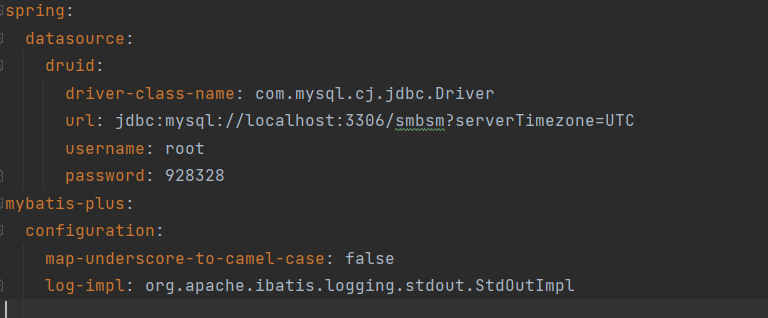 spring:
  datasource:
    druid:
      driver-class-name: com.mysql.cj.jdbc.Driver
      url: jdbc:mysql://localhost:3306/smbsm?serverTimezone=UTC
      username: root
      password: 928328
mybatis-plus:
  configuration:
    map-underscore-to-camel-case: false
    log-impl: org.apache.ibatis.logging.stdout.StdOutImpl